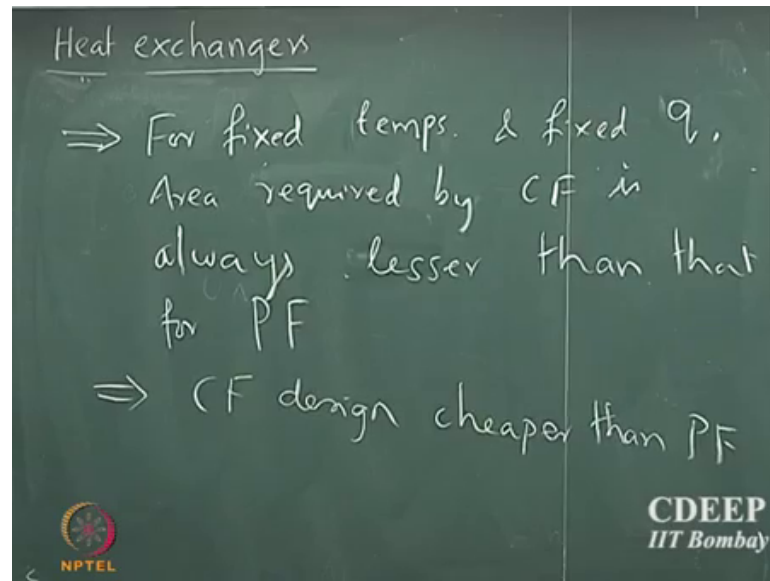 Heat exchangers
⇒ For fixed temps. & fixed q,
Area required by CF is
always lesser than that
for PF
⇒ CF design cheaper than PF
CDEEP
IIT Bombay
NPTEL